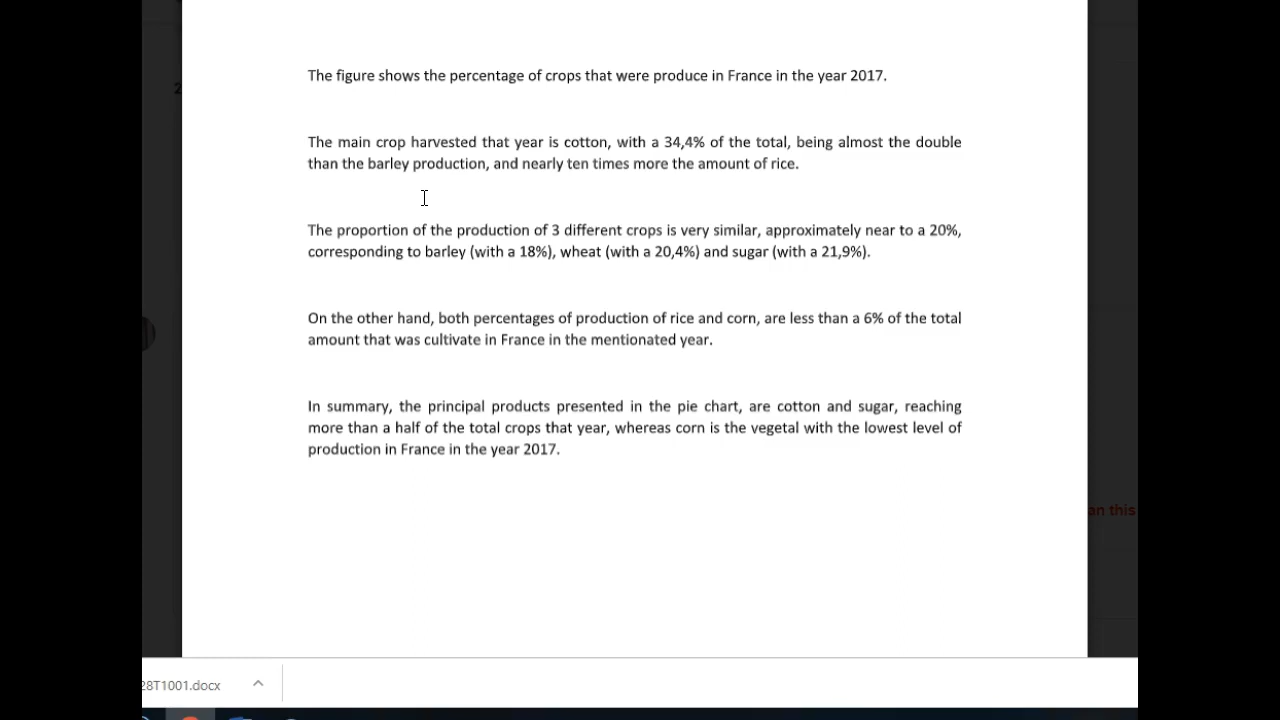 The figure shows the percentage of crops that were produce in France in the year 2017.
The main crop harvested that year is cotton, with a 34,4% of the total, being almost the double
than the barley production, and nearly ten times more the amount of rice.
The proportion of the production of 3 different crops is very similar, approximately near to a 20%,
corresponding to barley (with a 18%), wheat (with a 20,4%) and sugar (with a 21,9%).
On the other hand, both percentages of production of rice and corn, are less than a 6% of the total
amount that was cultivate in France in the mentionated year.
In summary, the principal products presented in the pie chart, are cotton and sugar, reaching
more than a half of the total crops that year, whereas corn is the vegetal with the lowest level of
production in France in the year 2017.
an this
28T1001.docx